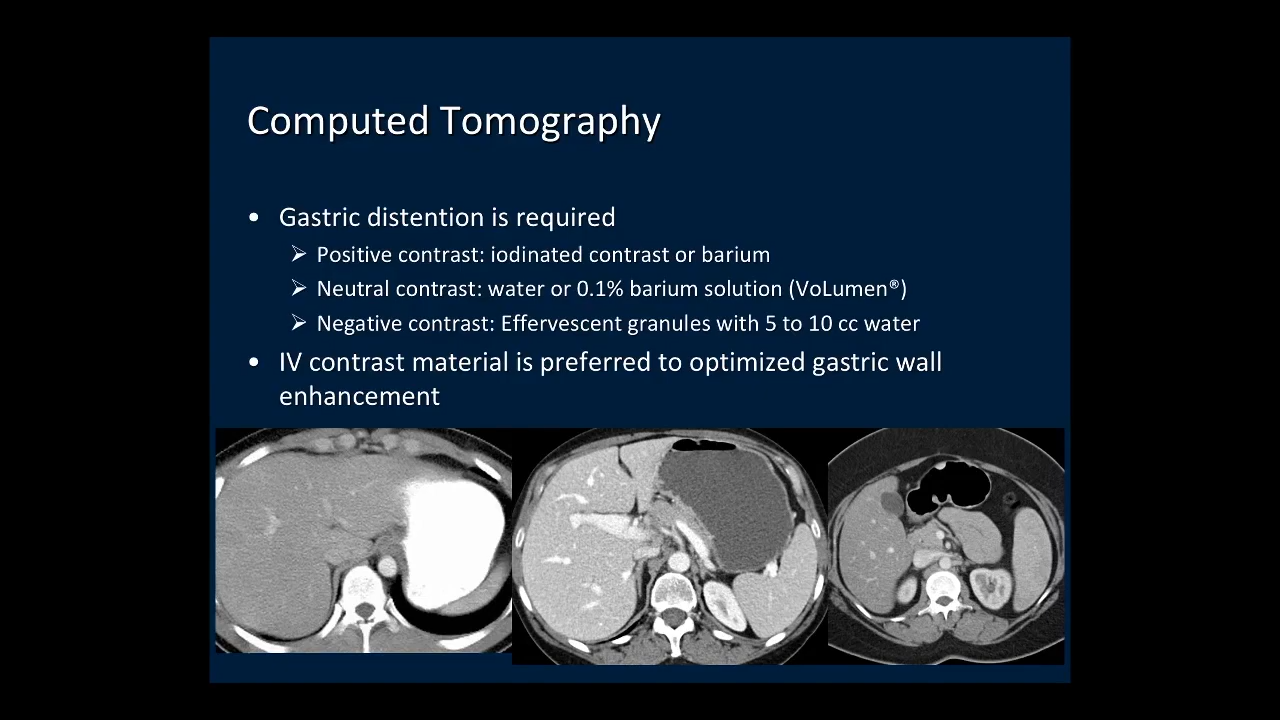 Computed Tomography
• Gastric distention is required
➢ Positive contrast: iodinated contrast or barium
➢ Neutral contrast: water or 0.1% barium solution (VoLumen®)
➢ Negative contrast: Effervescent granules with 5 to 10 cc water
• IV contrast material is preferred to optimized gastric wall
enhancement